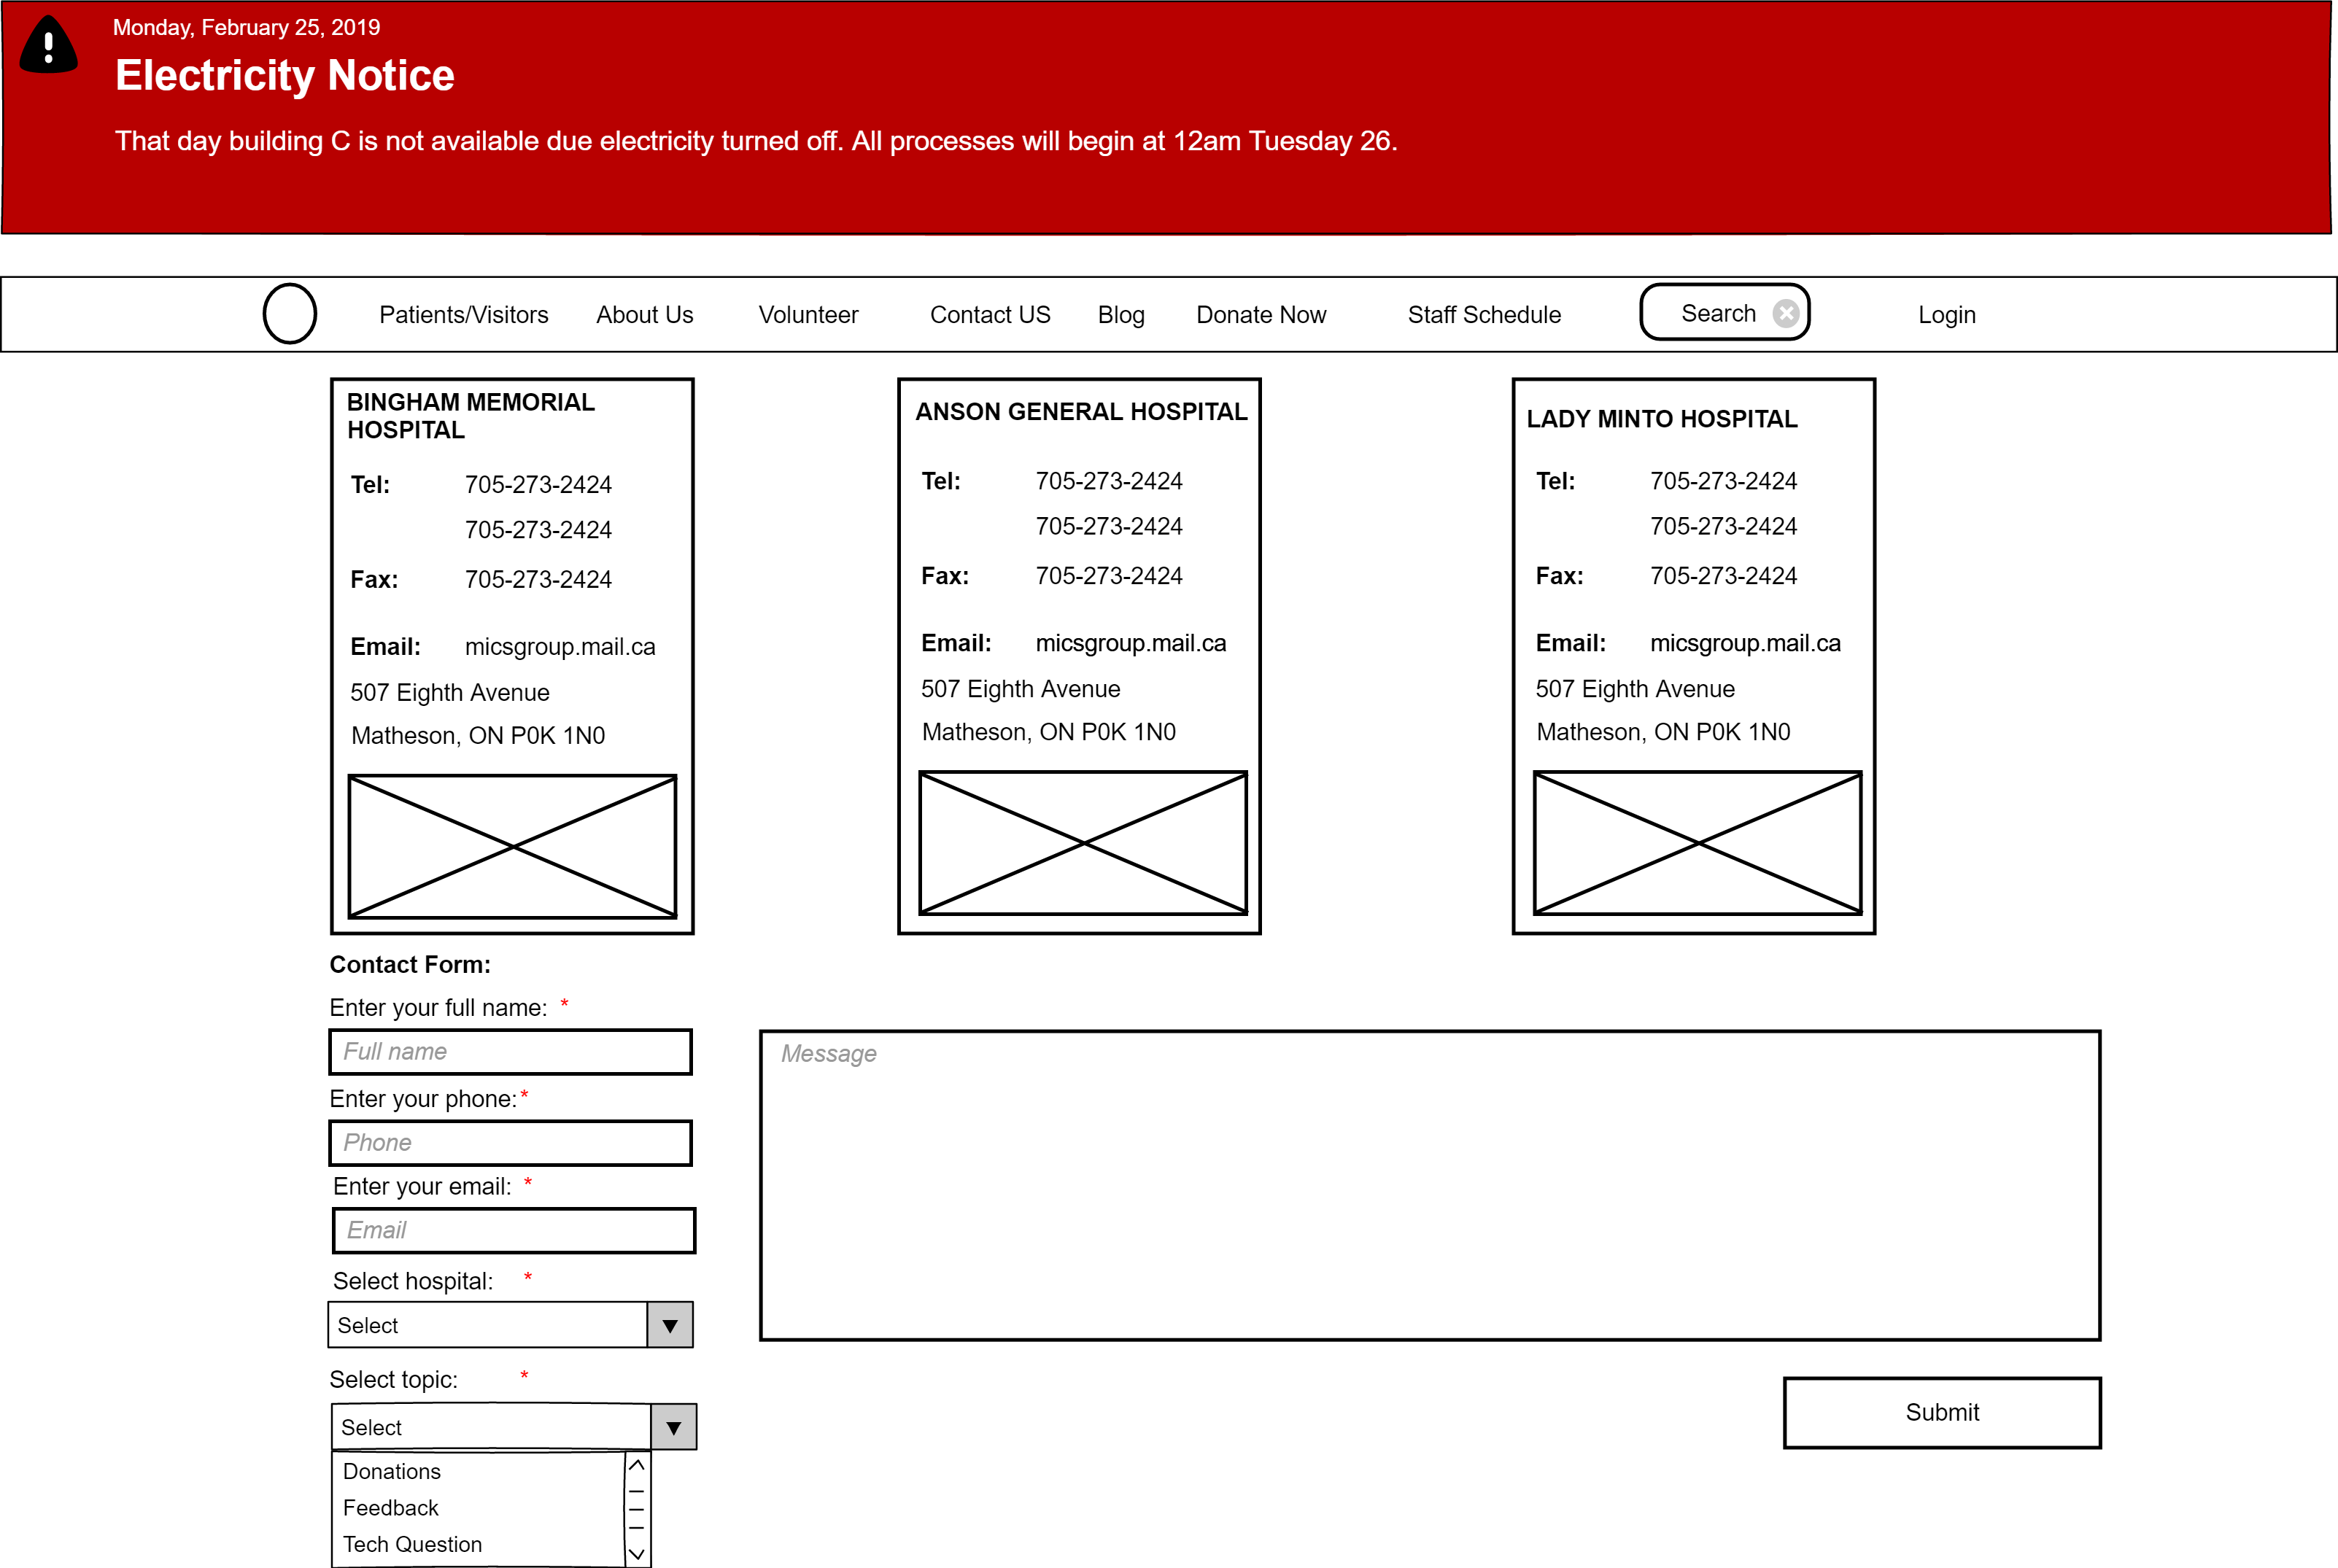 Monday, February 25, 2019
Electricity Notice
That day building C is not available due electricity turned off. All processes will begin at 12am Tuesday 26.
Patients/Visitors About Us Volunteer Contact US Blog Donate Now Staff Schedule Search Login
BINGHAM MEMORIAL
HOSPITAL
Tel: 705-273-2424
705-273-2424
Fax: 705-273-2424
Email: micsgroup.mail.ca
507 Eighth Avenue
Matheson, ON P0K 1N0
ANSON GENERAL HOSPITAL
Tel: 705-273-2424
705-273-2424
Fax: 705-273-2424
Email: micsgroup.mail.ca
507 Eighth Avenue
Matheson, ON P0K 1N0
LADY MINTO HOSPITAL
Tel: 705-273-2424
705-273-2424
Fax: 705-273-2424
Email: micsgroup.mail.ca
507 Eighth Avenue
Matheson, ON P0K 1N0
Contact Form:
Enter your full name: *
Full name
Enter your phone:*
Phone
Enter your email: *
Email
Select hospital: *
Select
Select topic: *
Select
Donations
Feedback
Tech Question
Message
Submit